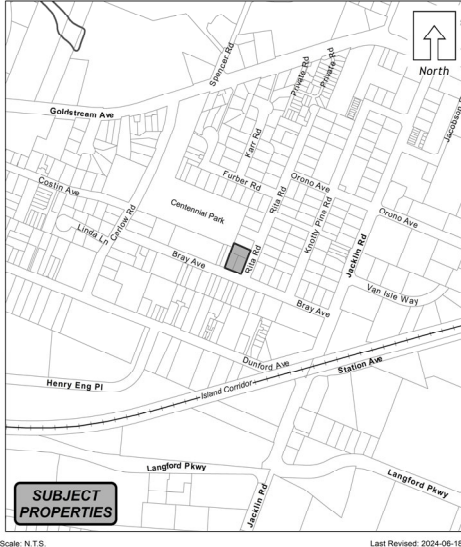 North
Spencer Rd
Private Rd
Private Rd
Jacobson
Goldstream Ave
Karr Rd
Furber Rd
Orono Ave
Rita Rd
Costin Ave
Centennial Park
Knotty Pine Rd
Orono Ave
Linda Ln
Carlow Rd
Jacklin Rd
Bray Ave
Rita Rd
Van Isle Way
Bray Ave
Dunford Ave
Station Ave
Henry Eng Pl
Island Corridor
Langford Pkwy
Langford Pkwy
Jacklin Rd
SUBJECT
PROPERTIES
Scale: N.T.S.
Last Revised: 2024-06-18